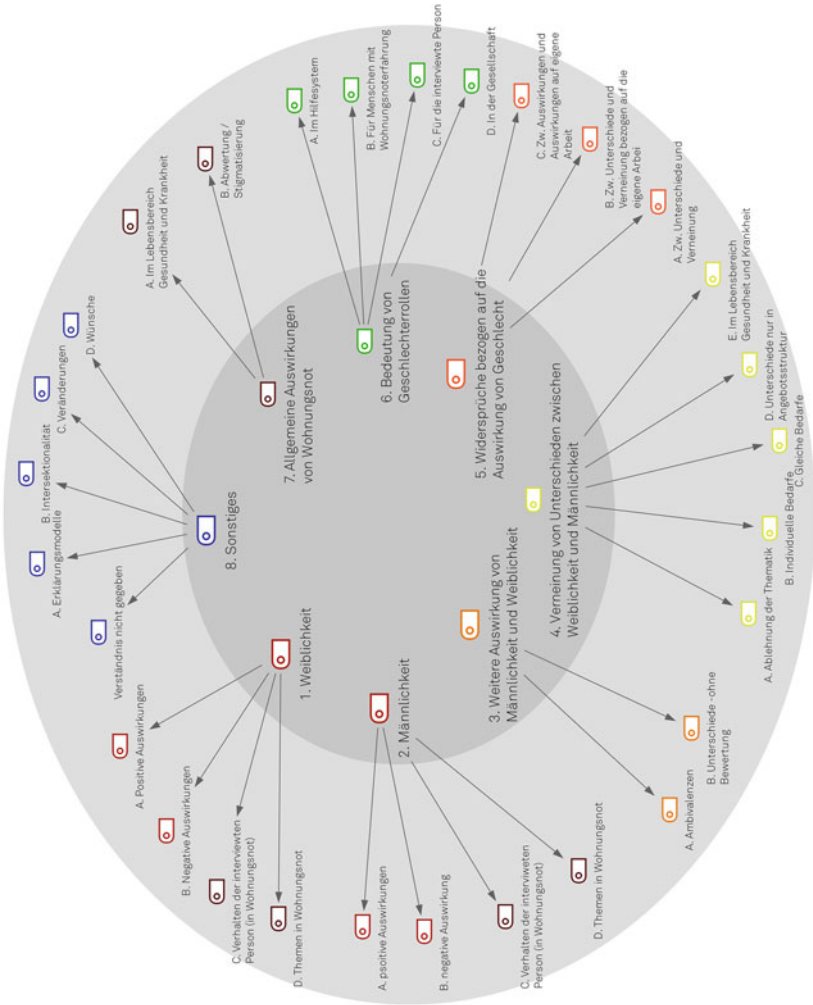 1. Weiblichkeit
A. Positive Auswirkungen
B. Negative Auswirkungen
C. Verhalten der interviewten
Person (in Wohnungsnot)
D. Themen in Wohnungsnot
2. Männlichkeit
A. psoitive Auswirkungen
B. negative Auswirkung
C. Verhalten der interviweten
Person (in Wohnungsnot)
D. Themen in Wohnungsnot
3. Weitere Auswirkung von
Männlichkeit und Weiblichkeit
A. Ambivalenzen
B. Unterschiede - ohne
Bewertung
4. Verneinung von Unterschieden zwischen
Weiblichkeit und Männlichkeit
A. Ablehnung der Thematik
B. Individuelle Bedarfe
C. Gleiche Bedarfe
D. Unterschiede nur in
Angebotsstruktur
E. Im Lebensbereich
Gesundheit und Krankheit
5. Widersprüche bezogen auf die
Auswirkung von Geschlecht
A. Zw. Unterschiede und
Verneinung
B. Zw. Unterschiede und
Verneinung bezogen auf die
eigene Arbei
C. Zw. Auswirkungen und
Auswirkungen auf eigene
Arbeit
6. Bedeutung von
Geschlechterrollen
A. Im Hilfesystem
B. Für Menschen mit
Wohnungsnoterfahrung
C. Für die interviewte Person
D. In der Gesellschaft
7. Allgemeine Auswirkungen
von Wohnungsnot
A. Im Lebensbereich
Gesundheit und Krankheit
B. Abwertung /
Stigmatisierung
8. Sonstiges
Verständnis nicht gegeben
A. Erklärungsmodelle
B. Intersektionalität
C. Veränderungen
D. Wünsche